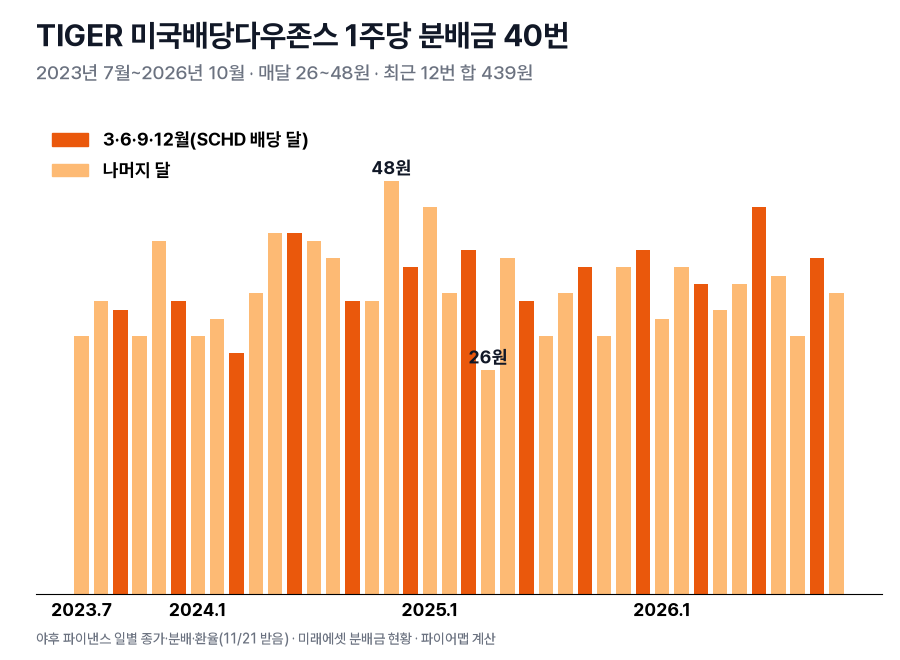 TIGER 미국배당다우존스 1주당 분배금 40번
2023년 7월~2026년 10월 · 매달 26~48원 · 최근 12번 합 439원
3·6·9·12월(SCHD 배당 달)
나머지 달
48원
26원
2023.7 2024.1 2025.1 2026.1
야후 파이낸스 일별 종가·분배·환율(11/21 받음) · 미래에셋 분배금 현황 · 파이어맵 계산